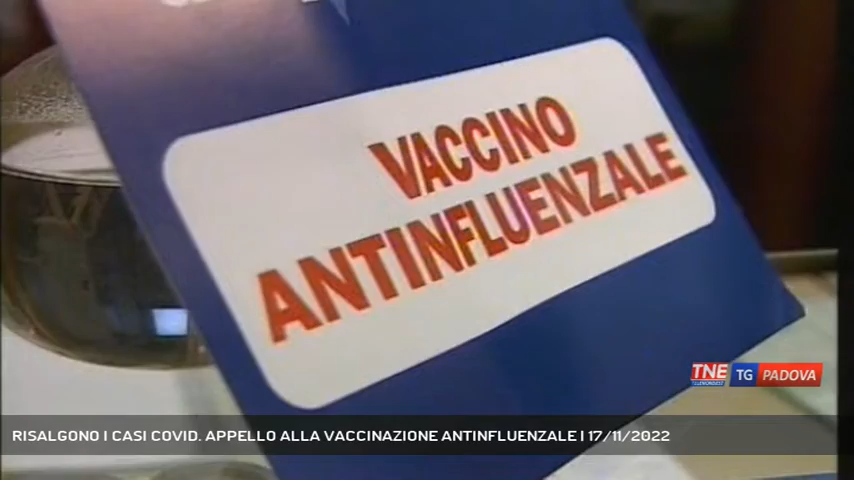 VACCINO
ANTINFLUENZALE
TNE TG PADOVA
RISALGONO I CASI COVID. APPELLO ALLA VACCINAZIONE ANTINFLUENZALE | 17/11/2022